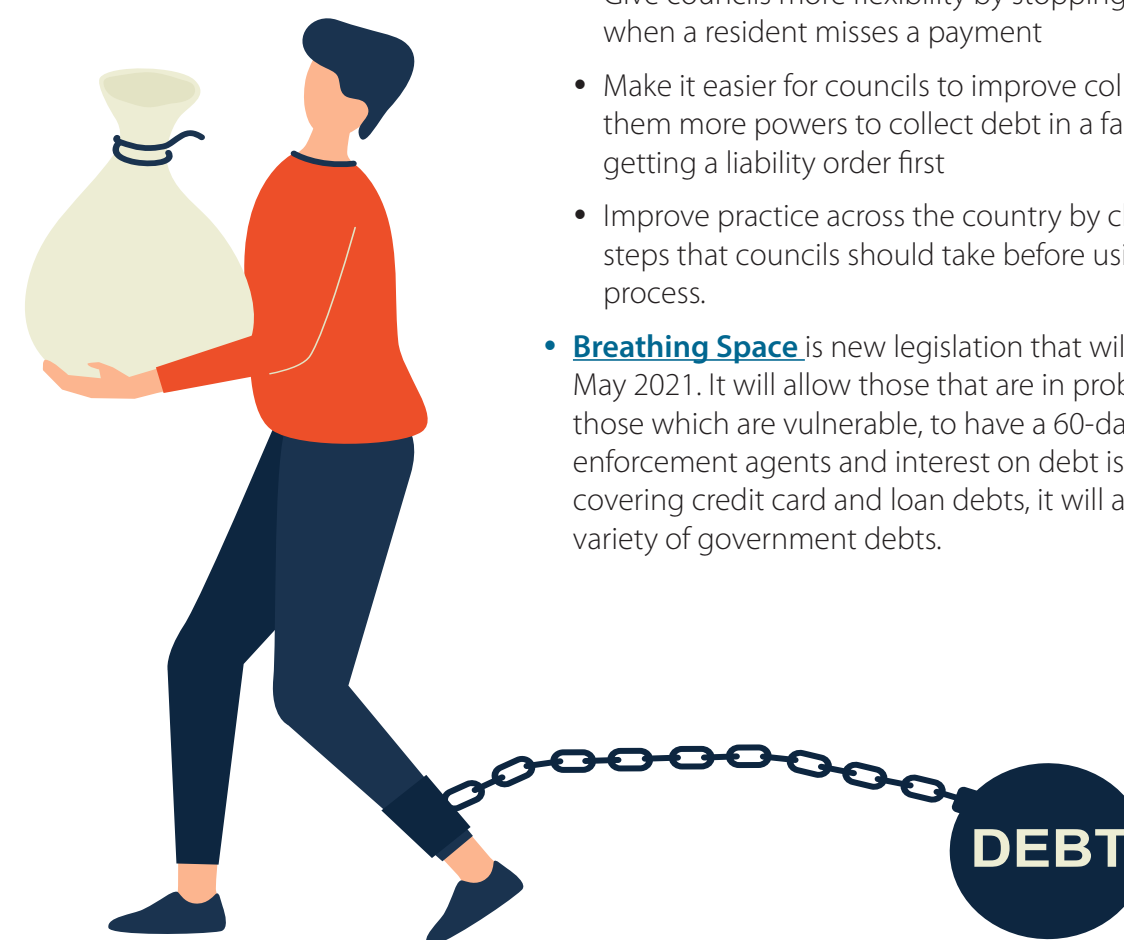 when a resident misses a payment
• Make it easier for councils to improve col
them more powers to collect debt in a fa
getting a liability order first
• Improve practice across the country by c
steps that councils should take before usi
process.
• Breathing Space is new legislation that wil
May 2021. It will allow those that are in prob
those which are vulnerable, to have a 60-da
enforcement agents and interest on debt is
covering credit card and loan debts, it will a
variety of government debts.
DEBT